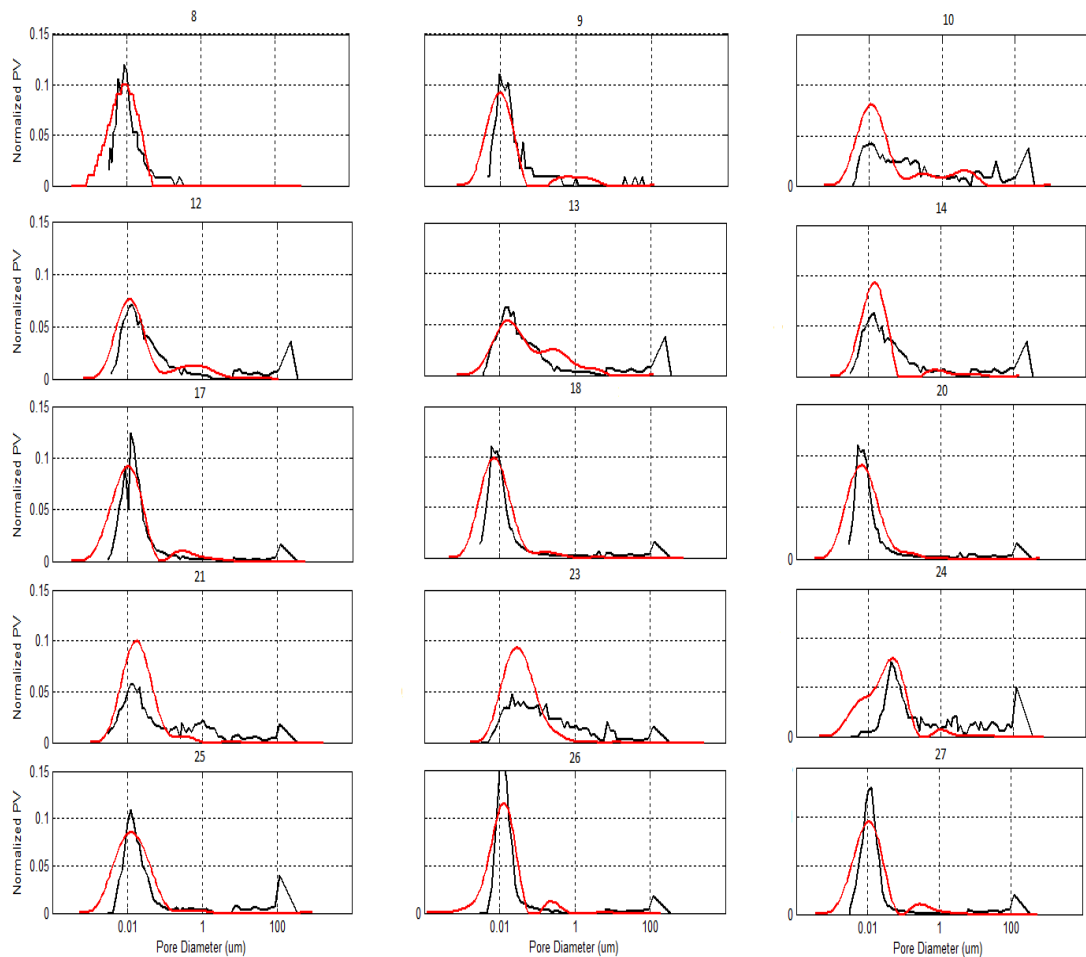 8 9 10
Normalized PV 0.15 0.1 0.05 0 0
12 13 14
Normalized PV 0.15 0.1 0.05 0
17 18 20
Normalized PV 0.15 0.1 0.05 0 0
21 23 24
Normalized PV 0.1 0.05 0 0
25 26 27
Normalized PV 0.15 0.1 0.05 0 0
0.01 1 100 0.01 1 100 0.01 1 100
Pore Diameter (um) Pore Diameter (um) Pore Diameter (um)